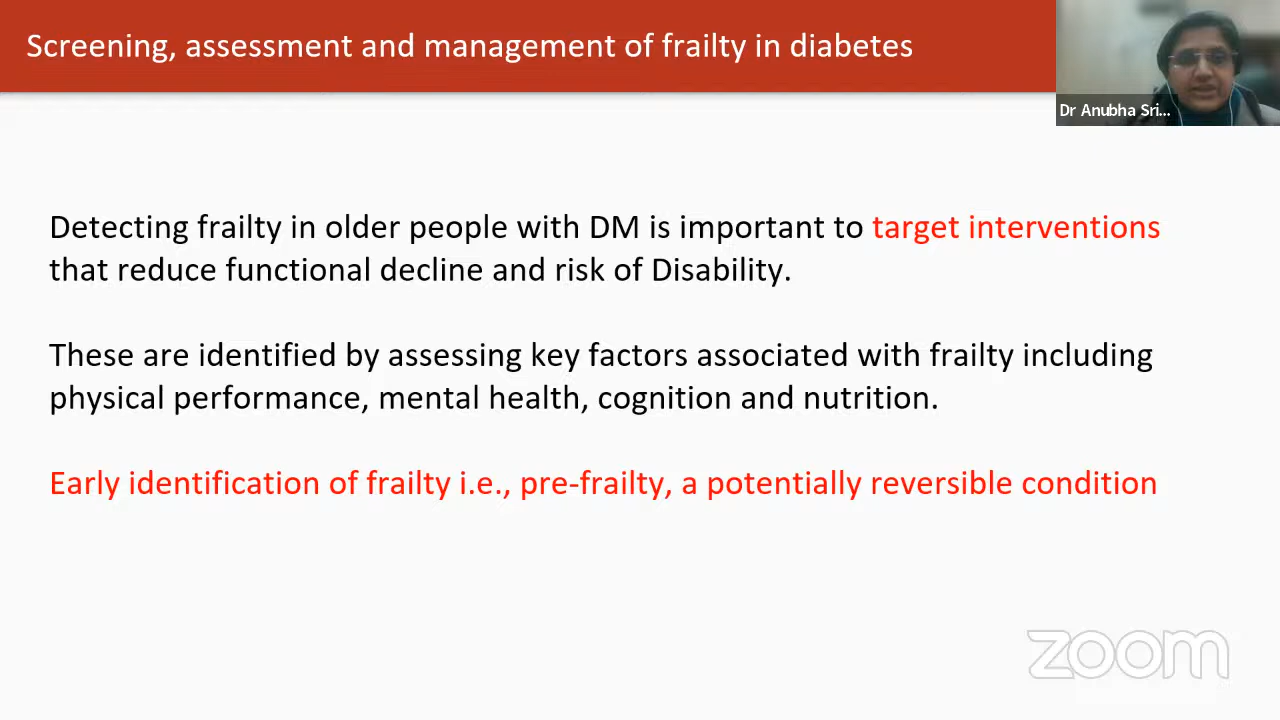 Screening, assessment and management of frailty in diabetes
Dr Anubha Sri...
Detecting frailty in older people with DM is important to target interventions
that reduce functional decline and risk of Disability.
These are identified by assessing key factors associated with frailty including
physical performance, mental health, cognition and nutrition.
Early identification of frailty i.e., pre-frailty, a potentially reversible condition
zoom